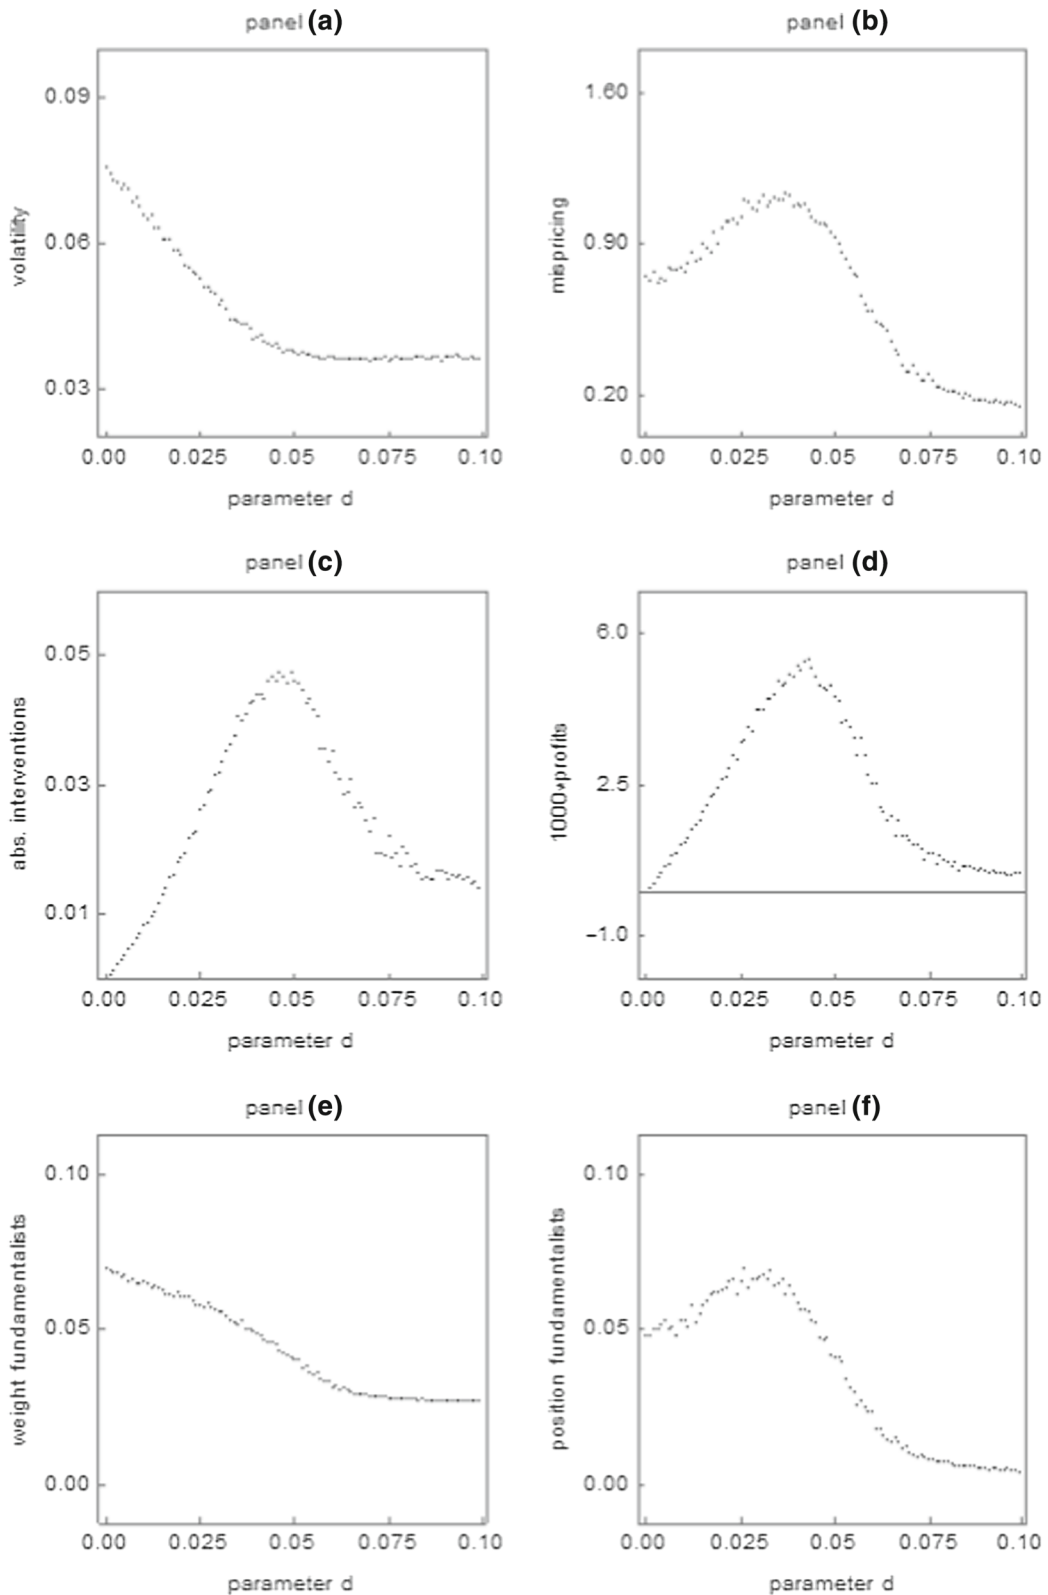 panel (a)
volatility
0.09
0.06
0.03
0.00 0.025 0.05 0.075 0.10
parameter d
panel (b)
mispricing
1.60
0.90
0.20
0.00 0.025 0.05 0.075 0.10
parameter d
panel (c)
abs. interventions
0.05
0.03
0.01
0.00 0.025 0.05 0.075 0.10
parameter d
panel (d)
1000*profits
6.0
2.5
−1.0
0.00 0.025 0.05 0.075 0.10
parameter d
panel (e)
weight fundamentalists
0.10
0.05
0.00
0.00 0.025 0.05 0.075 0.10
parameter d
panel (f)
position fundamentalists
0.10
0.05
0.00
0.00 0.025 0.05 0.075 0.10
parameter d